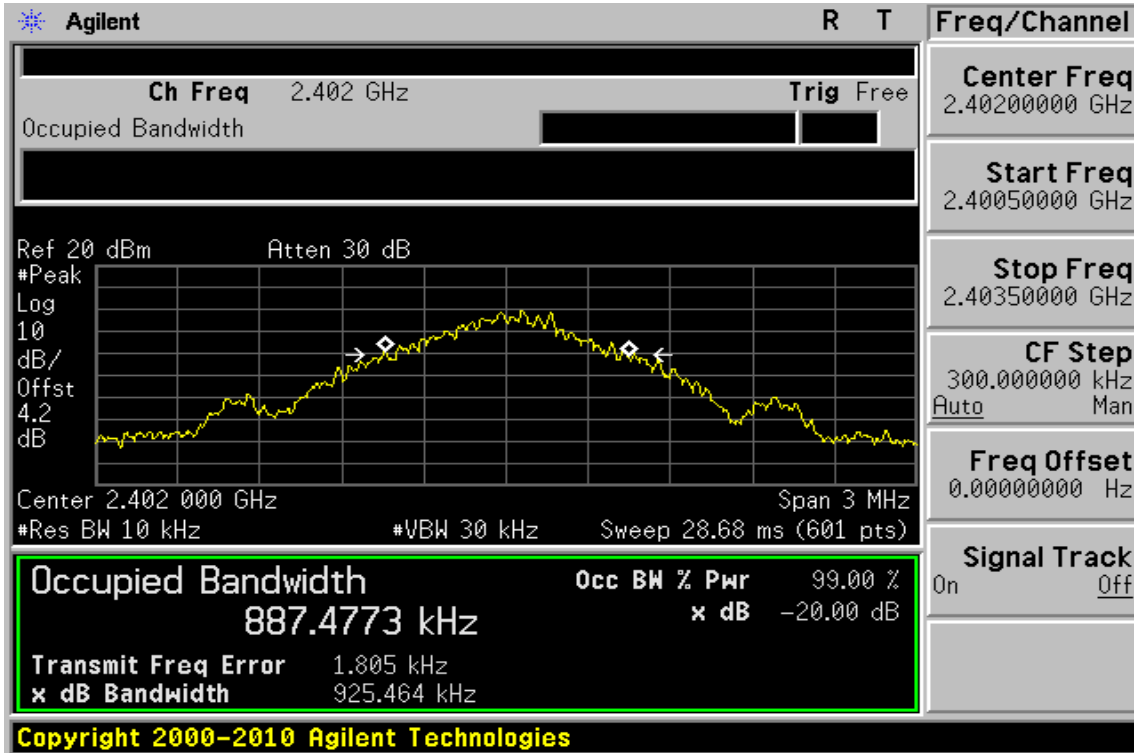 Agilent R T
Ch Freq 2.402 GHz Trig Free
Occupied Bandwidth
Ref 20 dBm Atten 30 dB
#Peak
Log
10
dB/
Offst
4.2
dB
Center 2.402 000 GHz Span 3 MHz
#Res BW 10 kHz #VBW 30 kHz Sweep 28.68 ms (601 pts)
Occupied Bandwidth Occ BW % Pwr 99.00 %
887.4773 kHz x dB -20.00 dB
Transmit Freq Error 1.805 kHz
x dB Bandwidth 925.464 kHz
Copyright 2000-2010 Agilent Technologies
Freq/Channel
Center Freq
2.40200000 GHz
Start Freq
2.40050000 GHz
Stop Freq
2.40350000 GHz
CF Step
300.000000 kHz
Auto Man
Freq Offset
0.00000000 Hz
Signal Track
On Off